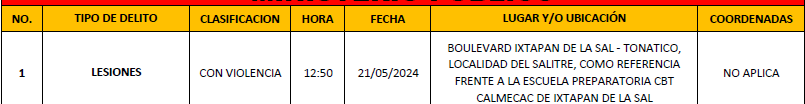 NO. TIPO DE DELITO CLASIFICACION HORA FECHA LUGAR Y/O UBICACIÓN COORDENADAS
BOULEVARD IXTAPAN DE LA SAL - TONATICO,
LOCALIDAD DEL SALITRE, COMO REFERENCIA
1 LESIONES CON VIOLENCIA 12:50 21/05/2024 FRENTE A LA ESCUELA PREPARATORIA CBT NO APLICA
CALMECAC DE IXTAPAN DE LA SAL